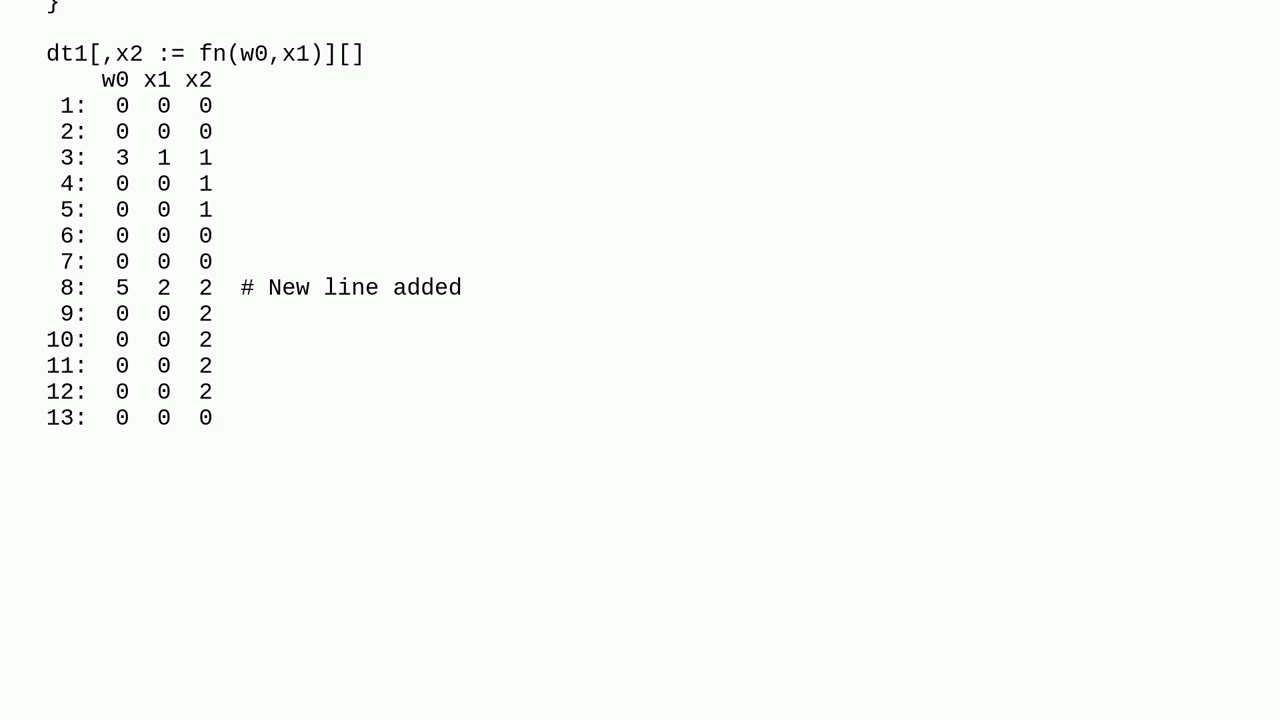 }
dt1[,x2 := fn(w0,x1)][]
    w0 x1 x2
 1:  0  0  0
 2:  0  0  0
 3:  3  1  1
 4:  0  0  1
 5:  0  0  1
 6:  0  0  0
 7:  0  0  0
 8:  5  2  2  # New line added
 9:  0  0  2
10:  0  0  2
11:  0  0  2
12:  0  0  2
13:  0  0  0